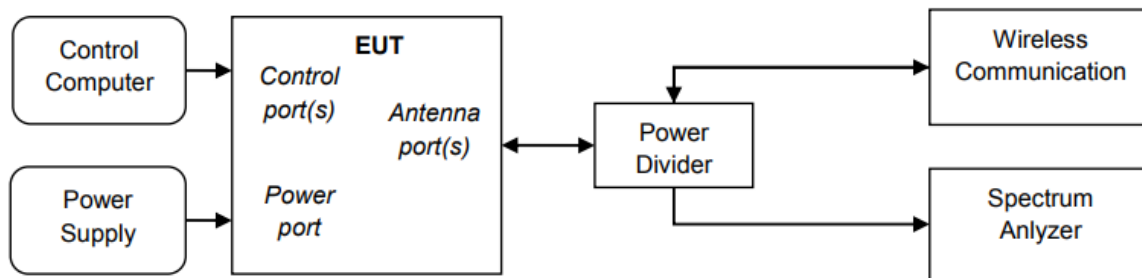 Control
Computer
EUT
Control
port(s)
Antenna
port(s)
Power
port
Power
Supply
Power
Divider
Wireless
Communication
Spectrum
Anlyzer